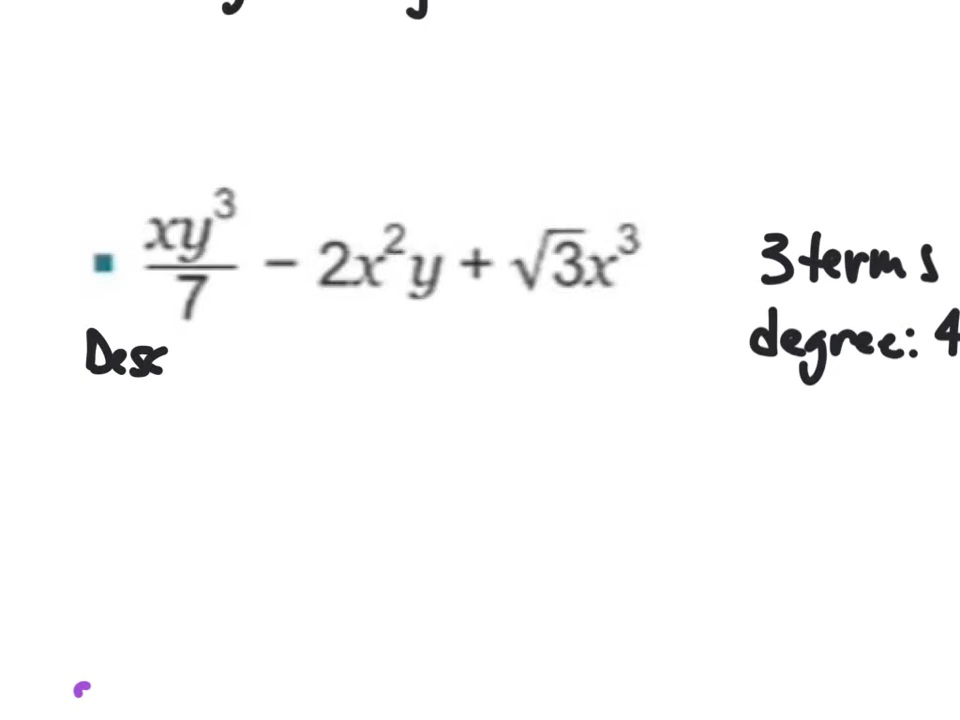 xy³/7 − 2x²y + √3x³
3 terms
degree: 4
Desc